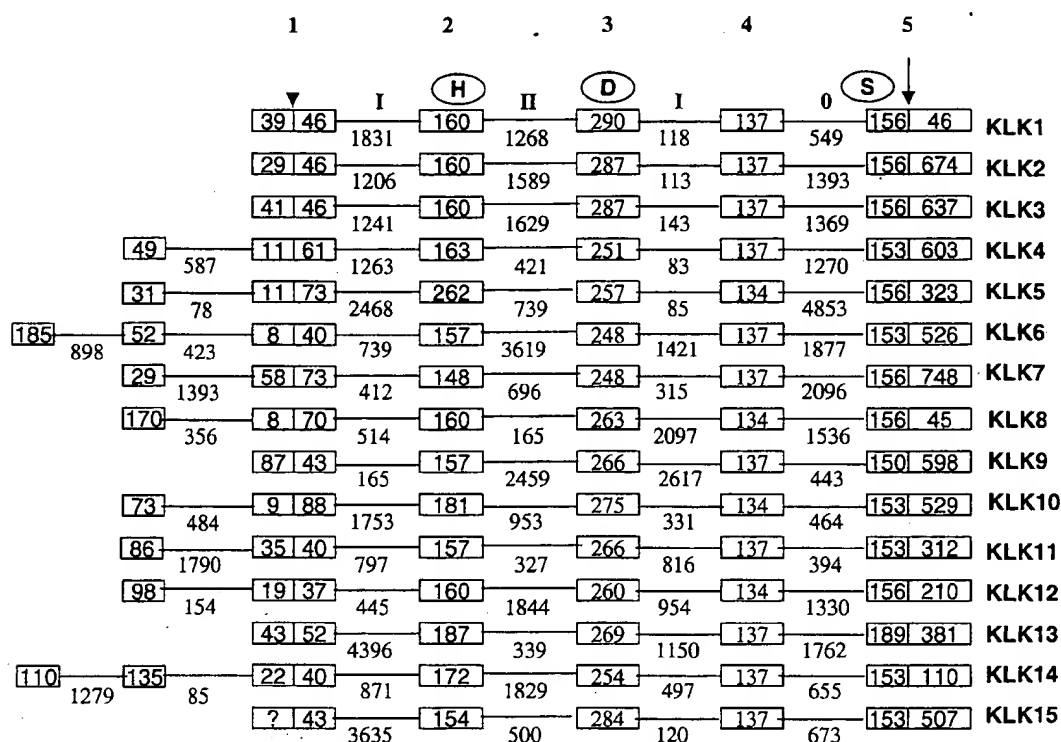 1 2 3 4 5
I H II D I 0 S
39 46 160 290 137 156 46 KLK1
1831 1268 118 549
29 46 160 287 137 156 674 KLK2
1206 1589 113 1393
41 46 160 287 137 156 637 KLK3
1241 1629 143 1369
49 11 61 163 251 137 153 603 KLK4
587 1263 421 83 1270
31 11 73 262 257 134 156 323 KLK5
78 2468 739 85 4853
185 52 8 40 157 248 137 153 526 KLK6
898 423 739 3619 1421 1877
29 58 73 148 248 137 156 748 KLK7
1393 412 696 315 2096
170 8 70 160 263 134 156 45 KLK8
356 514 165 2097 1536
87 43 157 266 137 150 598 KLK9
165 2459 2617 443
73 9 88 181 275 134 153 529 KLK10
484 1753 953 331 464
86 35 40 157 266 137 153 312 KLK11
1790 797 327 816 394
98 19 37 160 260 134 156 210 KLK12
154 445 1844 954 1330
43 52 187 269 137 189 381 KLK13
4396 339 1150 1762
110 135 22 40 172 254 137 153 110 KLK14
1279 85 871 1829 497 655
? 43 154 284 137 153 507 KLK15
3635 500 120 673